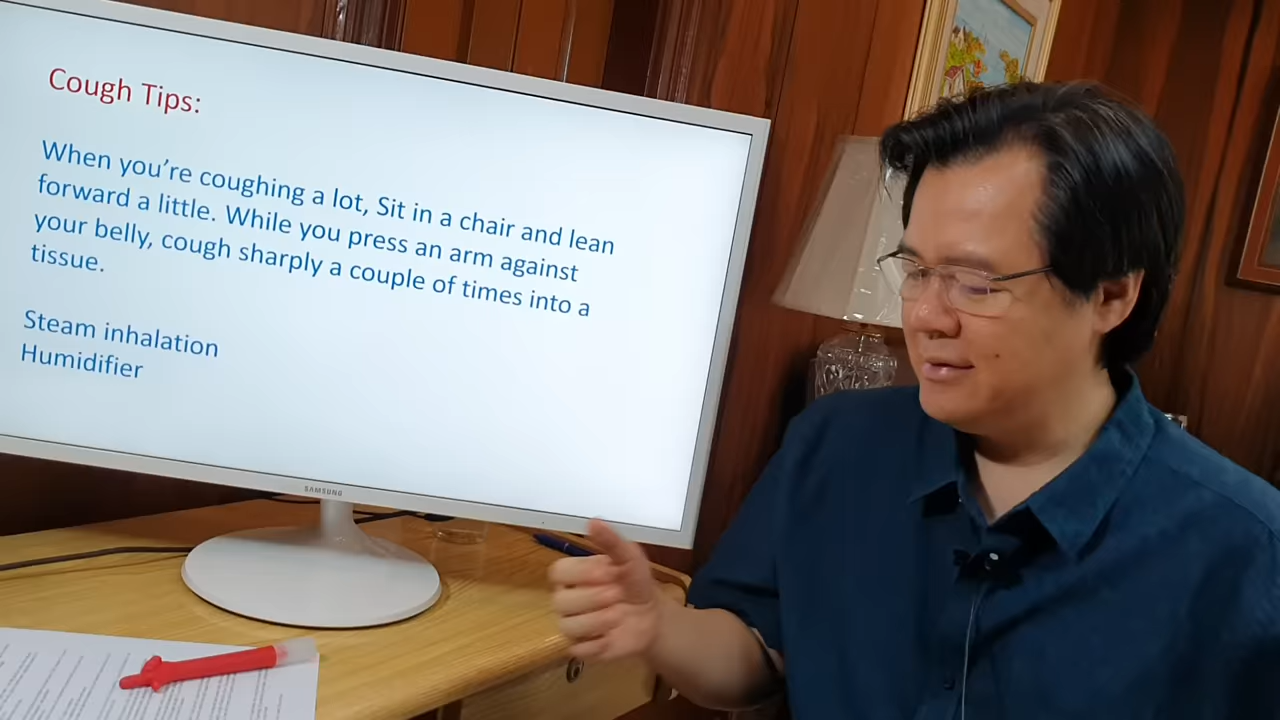 Cough Tips:
When you’re coughing a lot, Sit in a chair and lean
forward a little. While you press an arm against
your belly, cough sharply a couple of times into a
tissue.
Steam inhalation
Humidifier
SAMSUNG